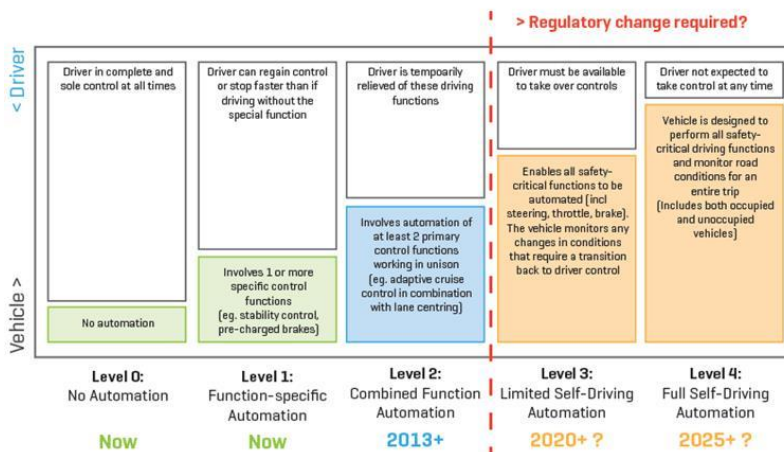 > Regulatory change required?
< Driver
Vehicle >
Driver in complete and
sole control at all times
No automation
Driver can regain control
or stop faster than if
driving without the
special function
Involves 1 or more
specific control
functions
(eg. stability control,
pre-charged brakes)
Driver is temporarily
relieved of these driving
functions
Involves automation of
at least 2 primary
control functions
working in unison
(eg. adaptive cruise
control in combination
with lane centring)
Driver must be available
to take over controls
Enables all safety-
critical functions to be
automated (incl
steering, throttle, brake).
The vehicle monitors any
changes in conditions
that require a transition
back to driver control
Driver not expected to
take control at any time
Vehicle is designed to
perform all safety-
critical driving functions
and monitor road
conditions for an
entire trip
(Includes both occupied
and unoccupied
vehicles)
Level 0:
No Automation
Now
Level 1:
Function-specific
Automation
Now
Level 2:
Combined Function
Automation
2013+
Level 3:
Limited Self-Driving
Automation
2020+ ?
Level 4:
Full Self-Driving
Automation
2025+ ?